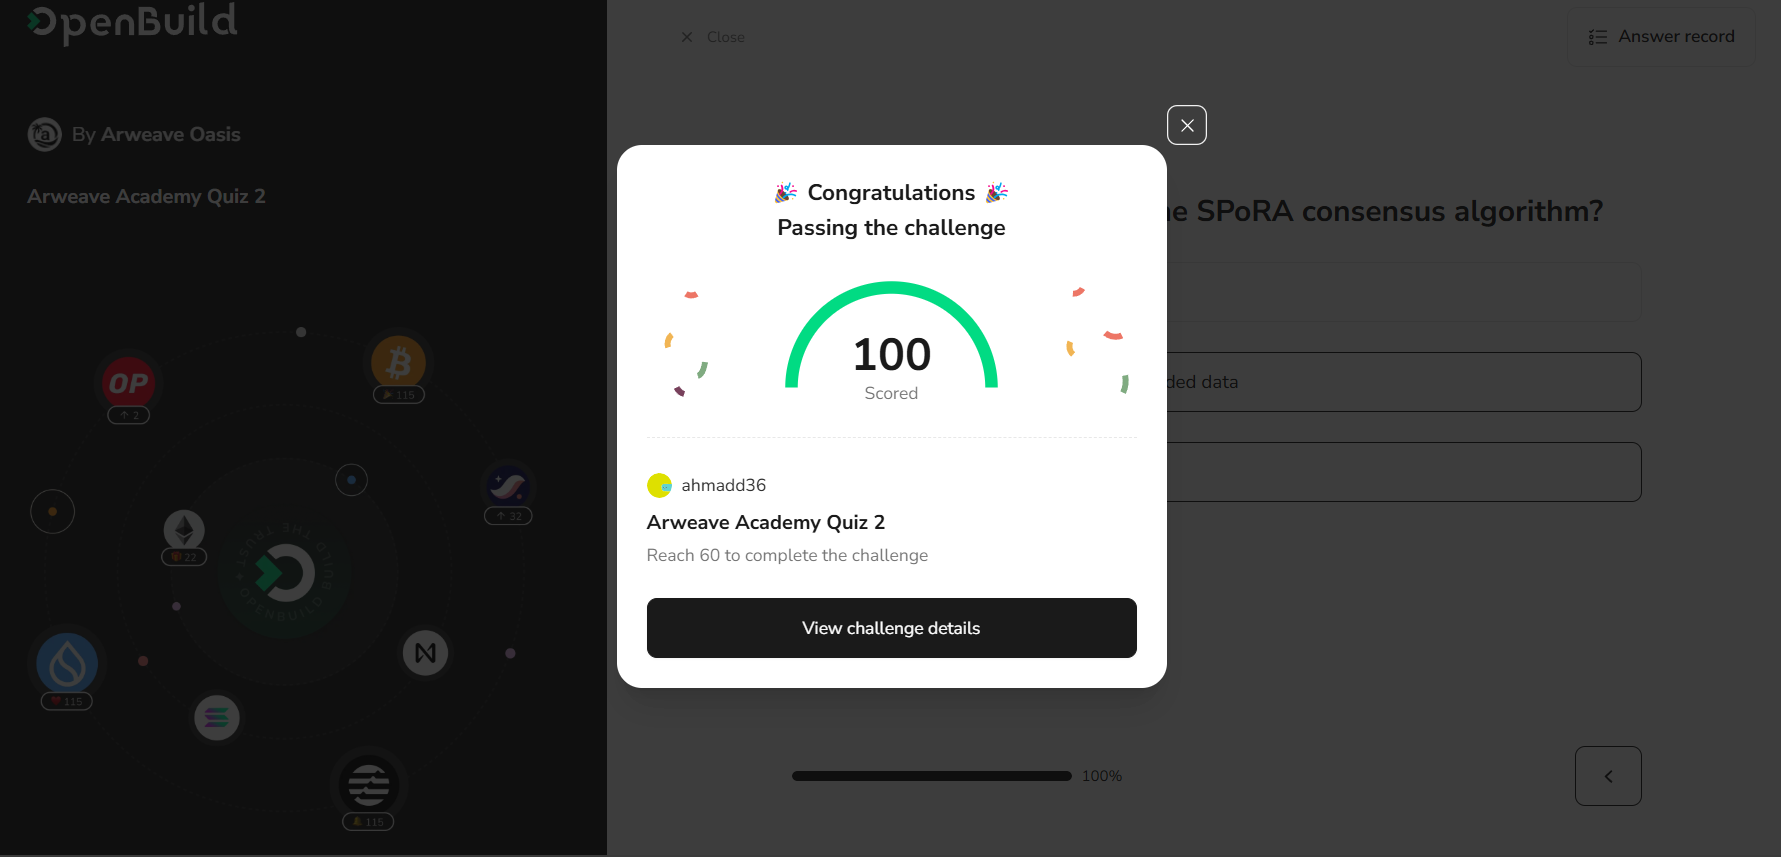 OpenBuild
By Arweave Oasis
Arweave Academy Quiz 2
OP
2
115
32
22
BUILD THE TRUST
OPENBUILD
115
115
Close
Answer record
he SPoRA consensus algorithm?
ded data
Congratulations
Passing the challenge
100
Scored
ahmadd36
Arweave Academy Quiz 2
Reach 60 to complete the challenge
View challenge details
100%